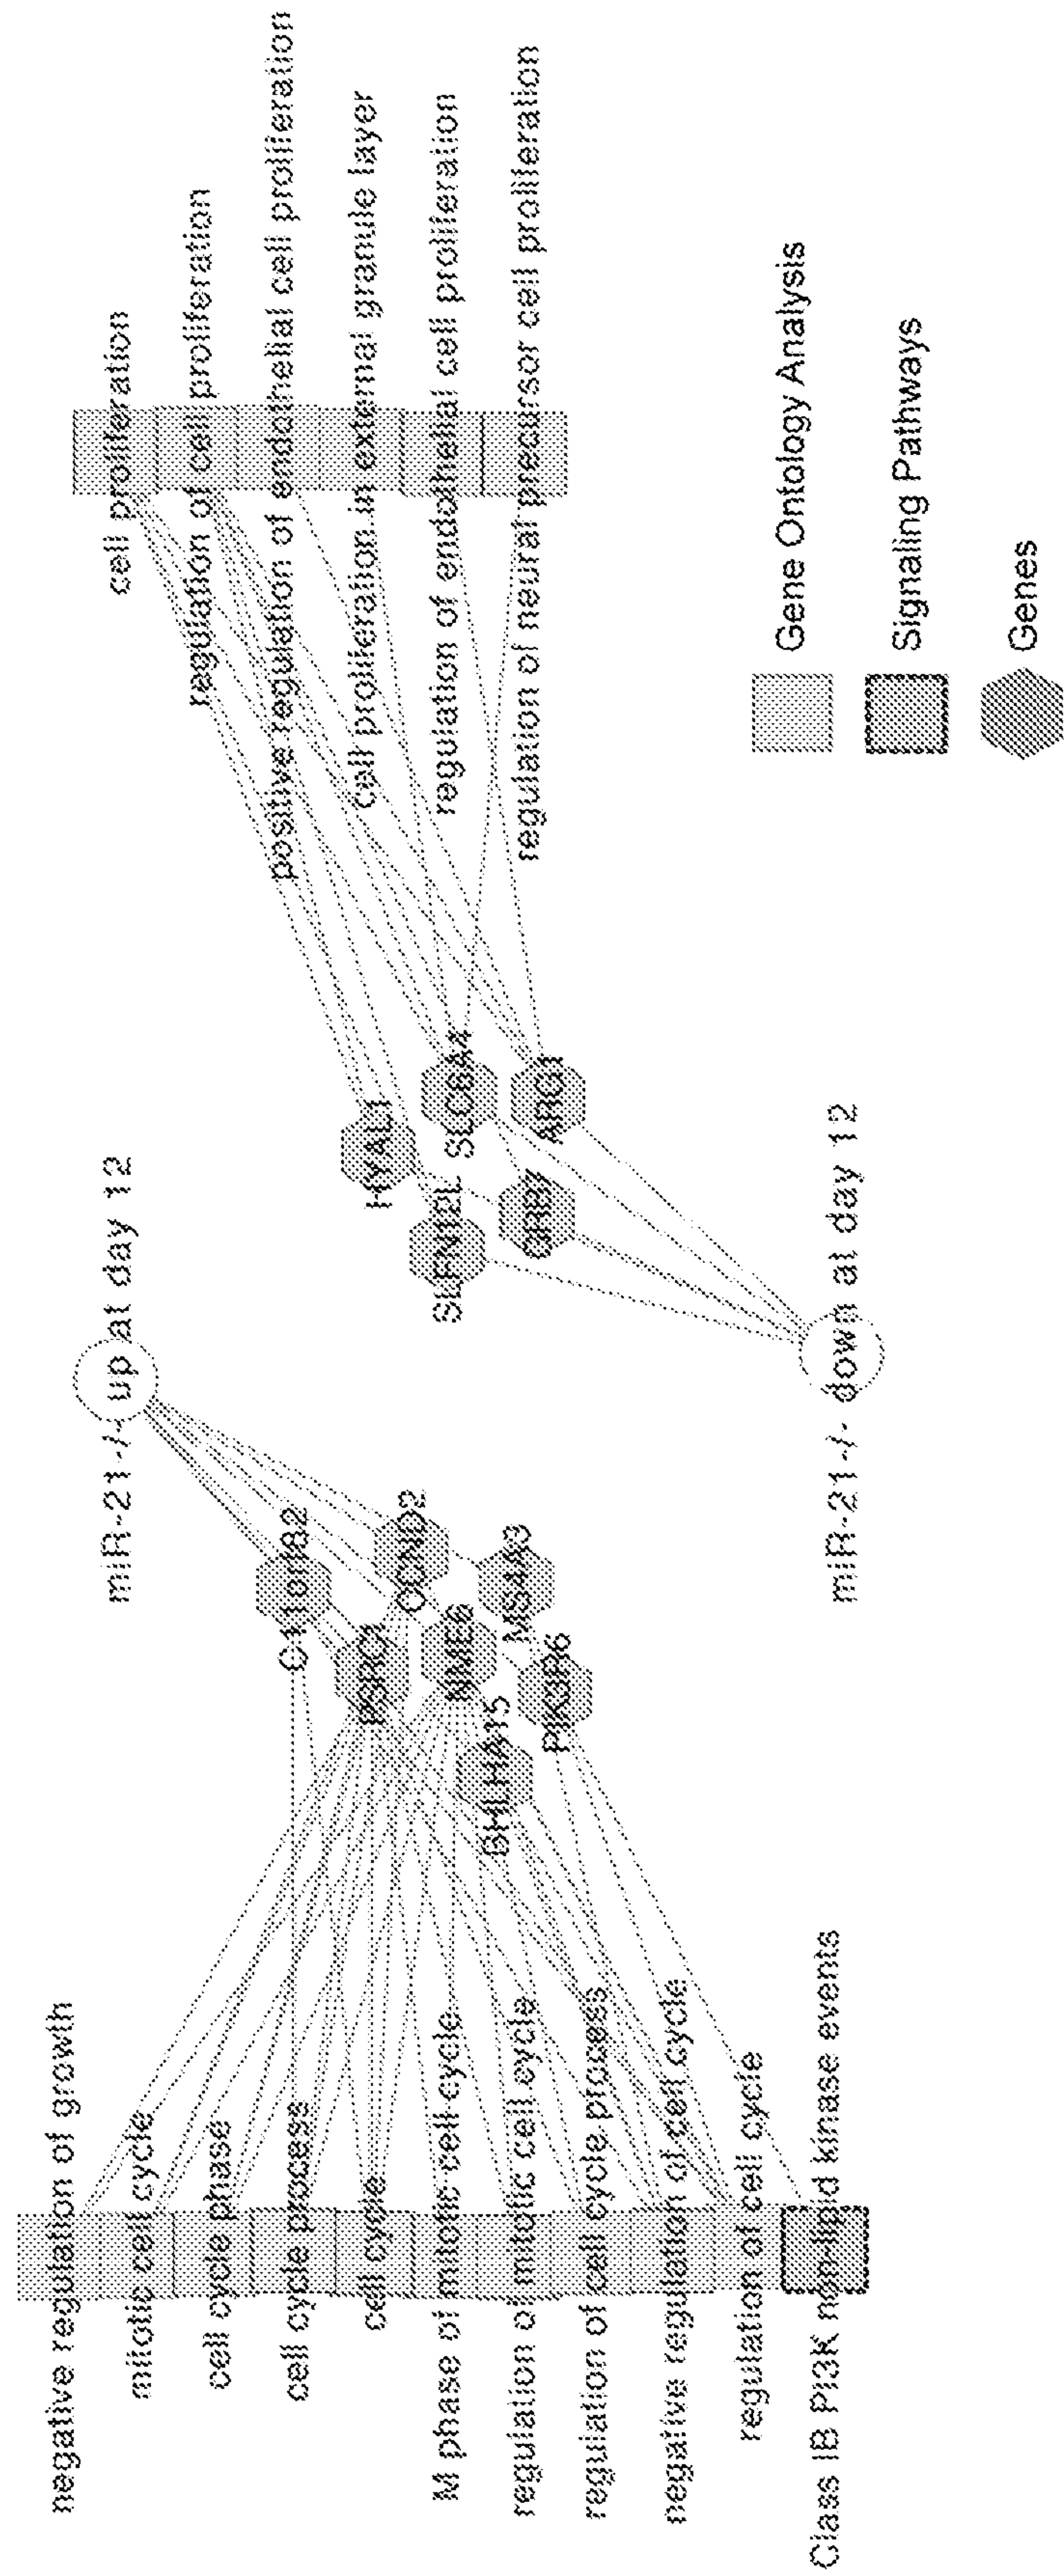 negative regulation of growth
mitotic cell cycle
cell cycle phase
cell cycle process
cell cycle
M phase of mitotic cell cycle
regulation of mitotic cell cycle
regulation of cell cycle process
negative regulation of cell cycle
regulation of cell cycle
Class IB PI3K non-lipid kinase events
miR-21-/- up at day 12
C11orf82
PSRC1
CCND2
NME6
MS4A3
BHLHA15
PIK3R6
HYAL1
SLFN12L
SLC6A4
GRB7
ARG1
miR-21-/- down at day 12
cell proliferation
regulation of cell proliferation
positive regulation of endothelial cell proliferation
cell proliferation in external granule layer
regulation of endothelial cell proliferation
regulation of neural precursor cell proliferation
Gene Ontology Analysis
Signaling Pathways
Genes